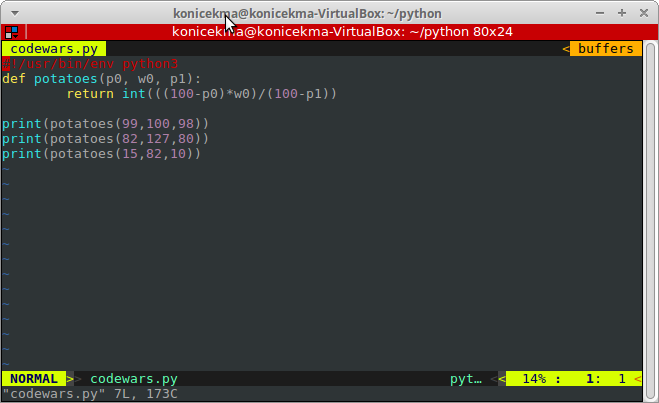 konicekma@konicekma-VirtualBox: ~/python
konicekma@konicekma-VirtualBox: ~/python 80x24
codewars.py < buffers
#!/usr/bin/env python3
def potatoes(p0, w0, p1):
        return int(((100-p0)*w0)/(100-p1))

print(potatoes(99,100,98))
print(potatoes(82,127,80))
print(potatoes(15,82,10))
~
~
~
~
~
~
~
~
~
~
~
~
~
~
NORMAL >> codewars.py pyt… << 14% : 1: 1 <
"codewars.py" 7L, 173C